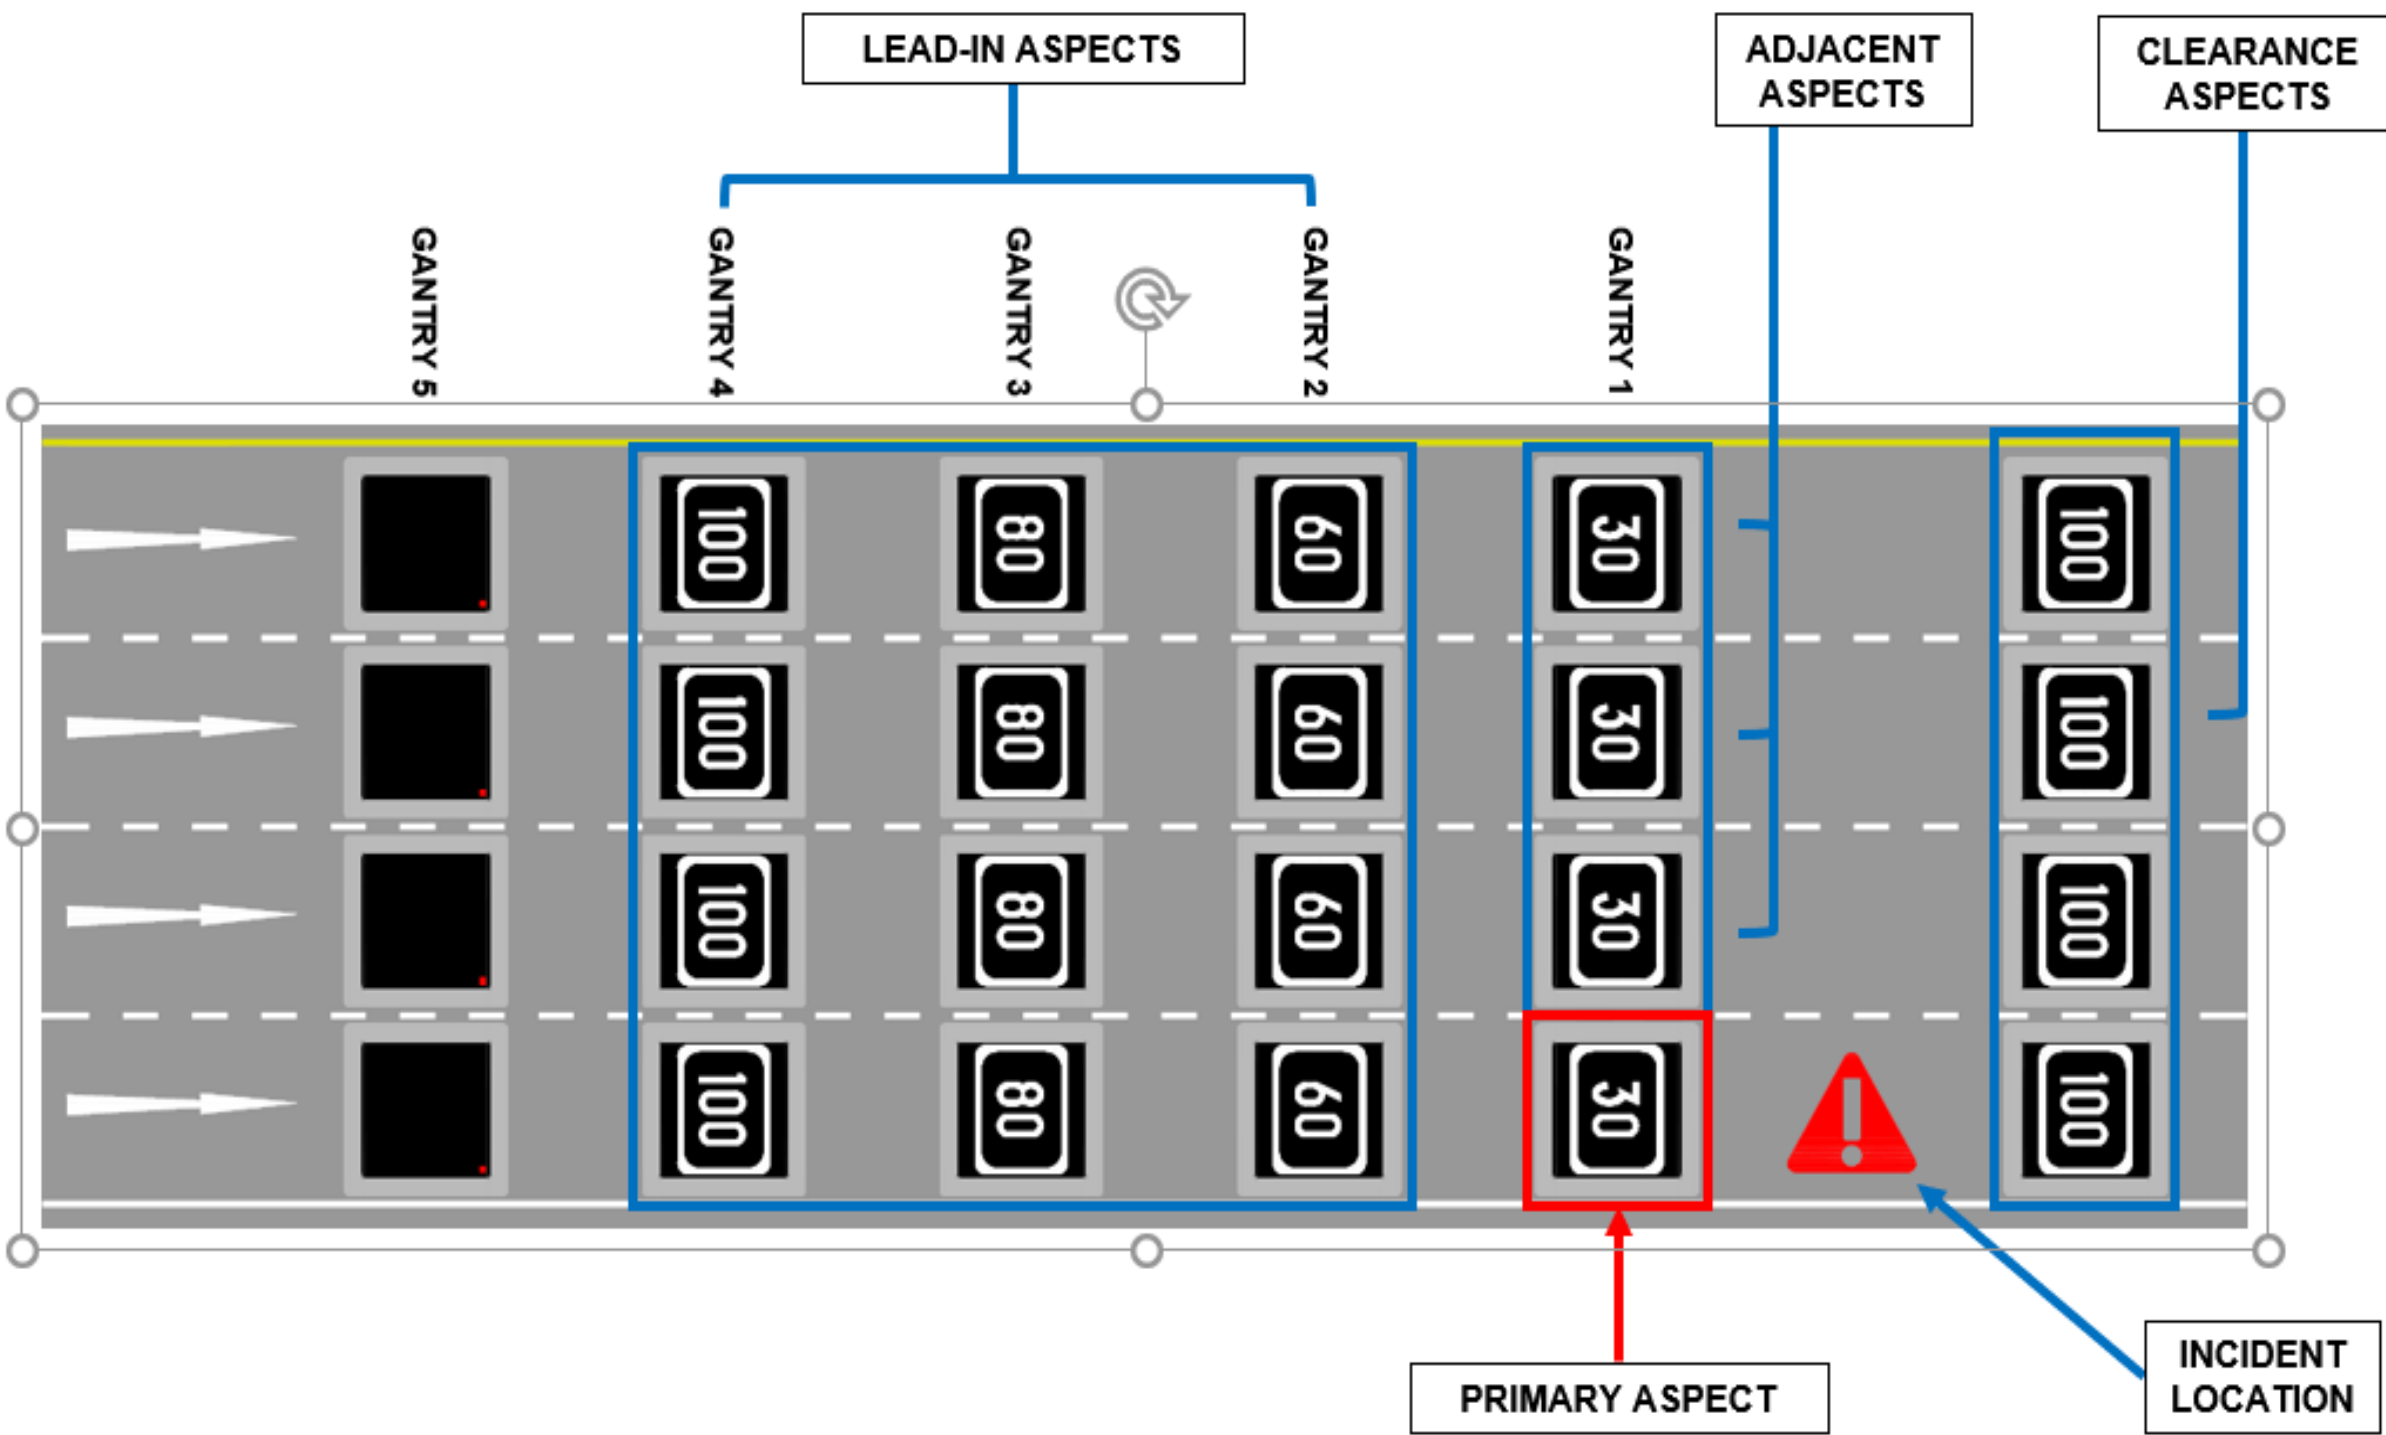 LEAD-IN ASPECTS
ADJACENT
ASPECTS
CLEARANCE
ASPECTS
GANTRY 5
GANTRY 4
GANTRY 3
GANTRY 2
GANTRY 1
100
80
60
30
100
100
80
60
30
100
100
80
60
30
100
100
80
60
30
100
PRIMARY ASPECT
INCIDENT
LOCATION